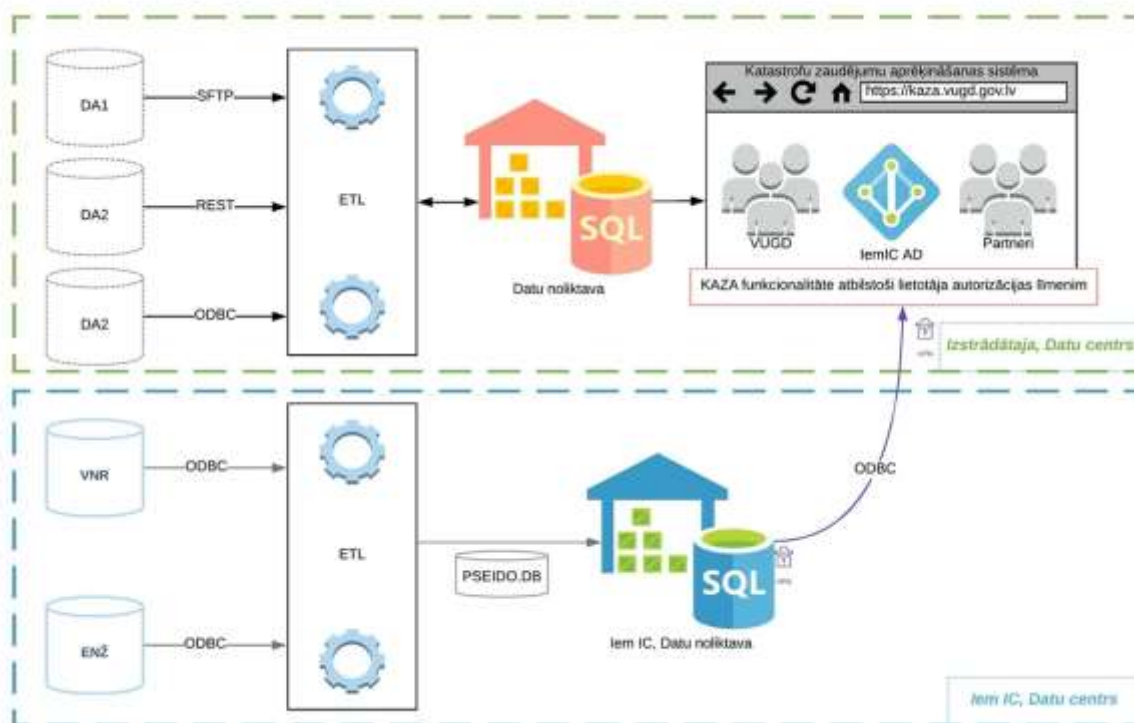 Katastrofu zaudējumu aprēķināšanas sistēma
https://kaza.vugd.gov.lv
DA1
SFTP
DA2
REST
ETL
DA2
ODBC
SQL
Datu noliktava
VUGD
IemIC AD
Partneri
KAZA funkcionalitāte atbilstoši lietotāja autorizācijas līmenim
Izstrādātaja, Datu centrs
VNR
ODBC
ETL
PSEIDO.DB
ENŽ
ODBC
SQL
ODBC
Iem IC, Datu noliktava
Iem IC, Datu centrs